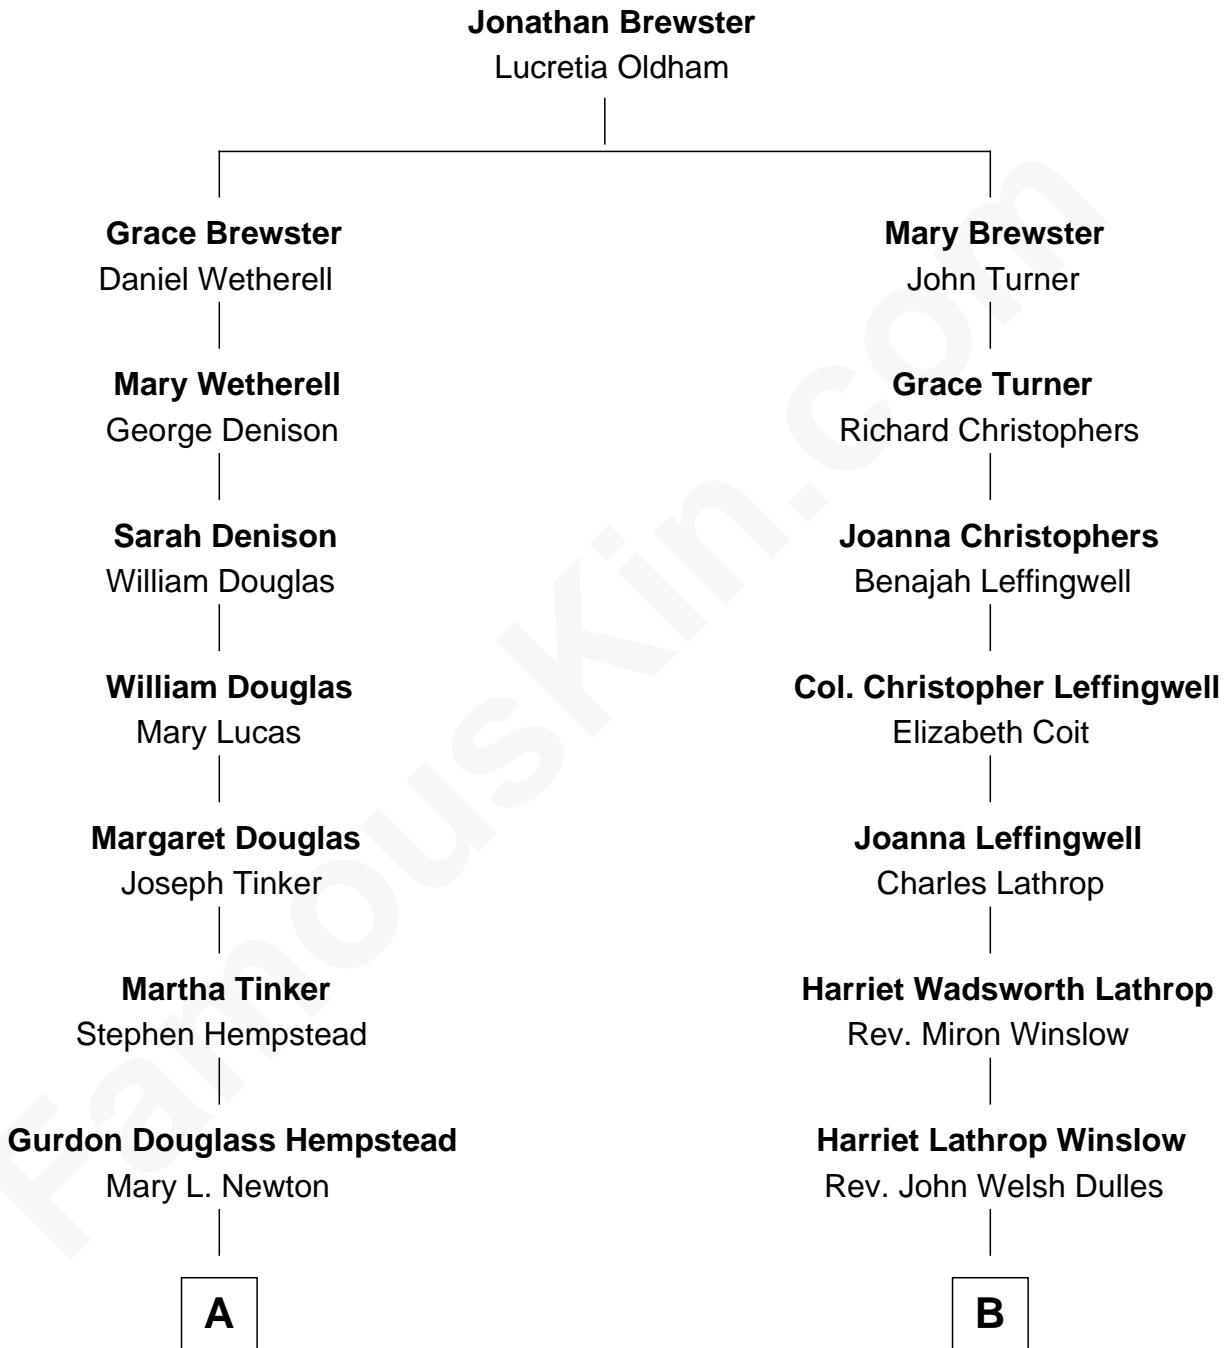 Jonathan Brewster
Lucretia Oldham
Grace Brewster
Daniel Wetherell
Mary Wetherell
George Denison
Sarah Denison
William Douglas
William Douglas
Mary Lucas
Margaret Douglas
Joseph Tinker
Martha Tinker
Stephen Hempstead
Gurdon Douglass Hempstead
Mary L. Newton
A
Mary Brewster
John Turner
Grace Turner
Richard Christophers
Joanna Christophers
Benajah Leffingwell
Col. Christopher Leffingwell
Elizabeth Coit
Joanna Leffingwell
Charles Lathrop
Harriet Wadsworth Lathrop
Rev. Miron Winslow
Harriet Lathrop Winslow
Rev. John Welsh Dulles
B
FamousKin.com